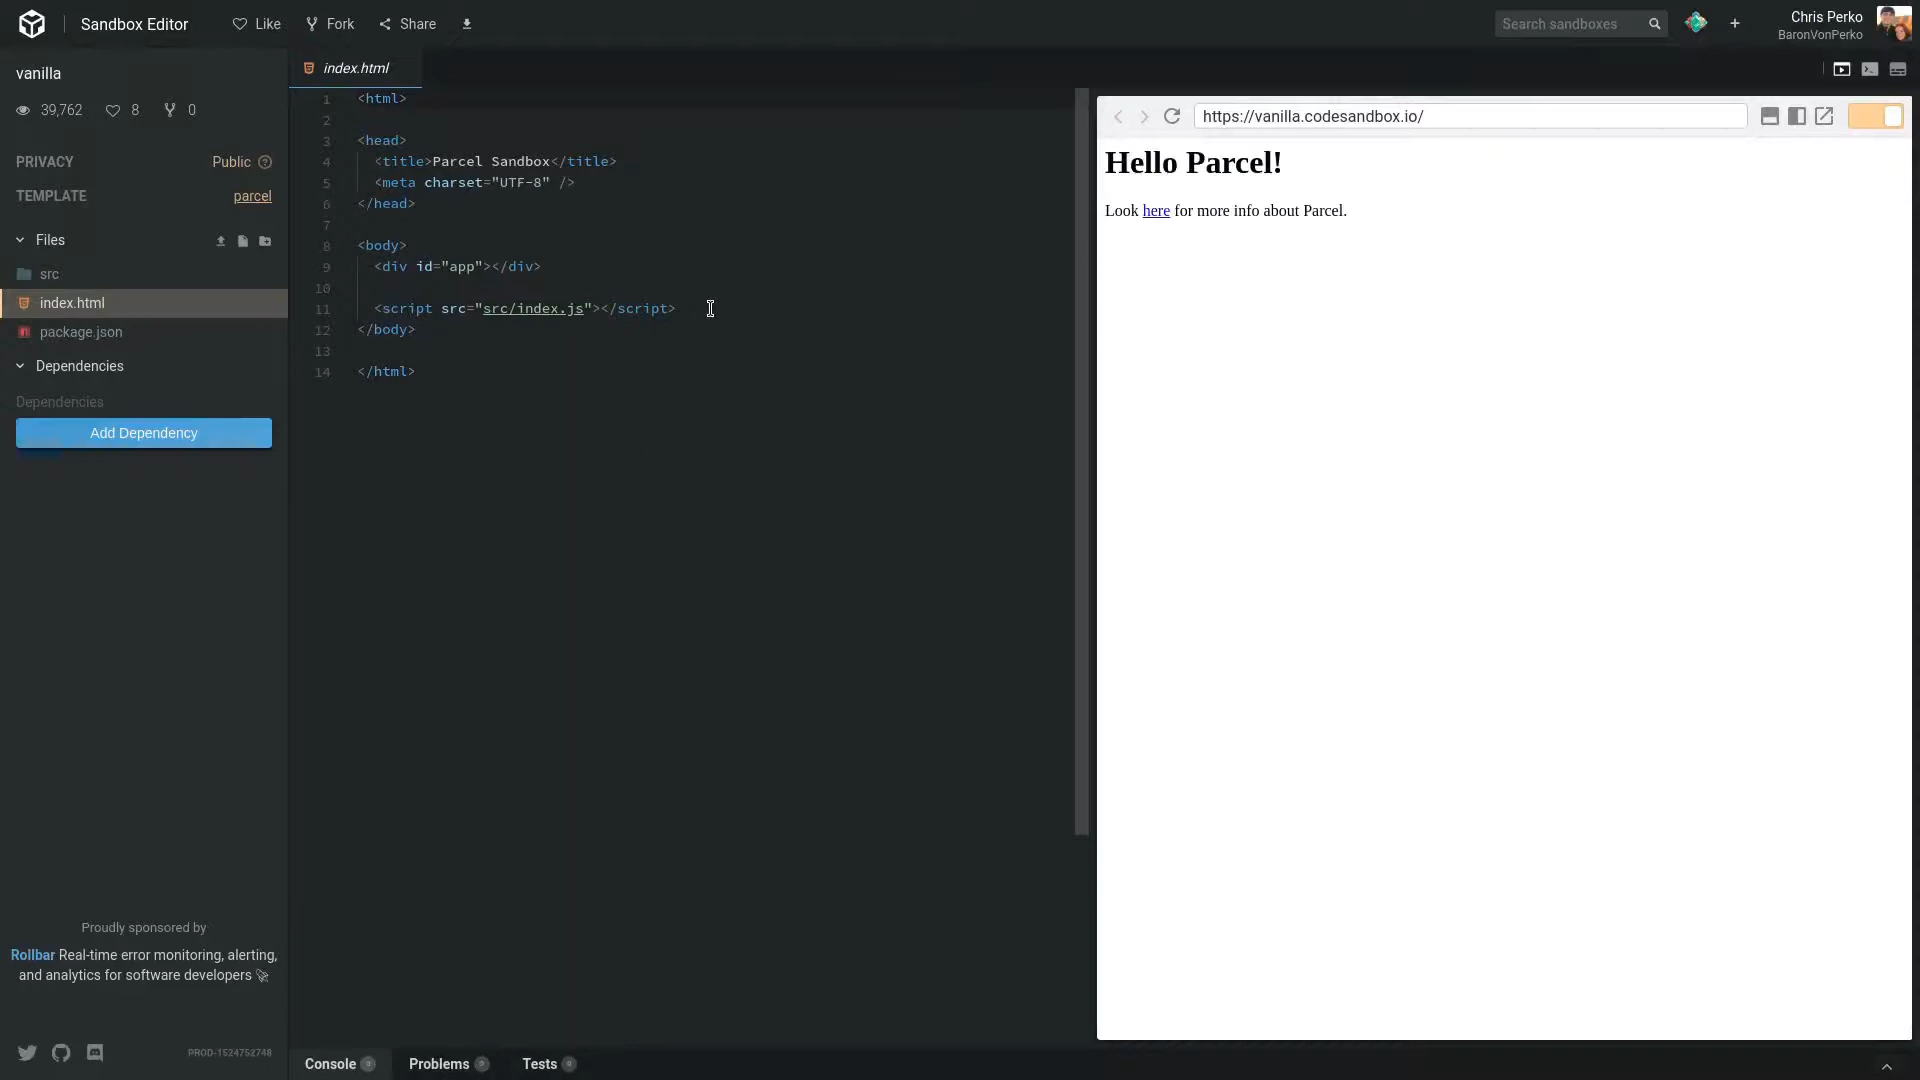 Sandbox Editor
Like
Fork
Share
Search sandboxes
Chris Perko
BaronVonPerko
vanilla
39,762
8
0
PRIVACY
Public
TEMPLATE
parcel
Files
src
index.html
package.json
Dependencies
Dependencies
Add Dependency
Proudly sponsored by
Rollbar Real-time error monitoring, alerting,
and analytics for software developers
PROD-1524752748
index.html
1 <html>
2
3 <head>
4 <title>Parcel Sandbox</title>
5 <meta charset="UTF-8" />
6 </head>
7
8 <body>
9 <div id="app"></div>
10
11 <script src="src/index.js"></script>
12 </body>
13
14 </html>
https://vanilla.codesandbox.io/
Hello Parcel!
Look here for more info about Parcel.
Console
Problems
Tests